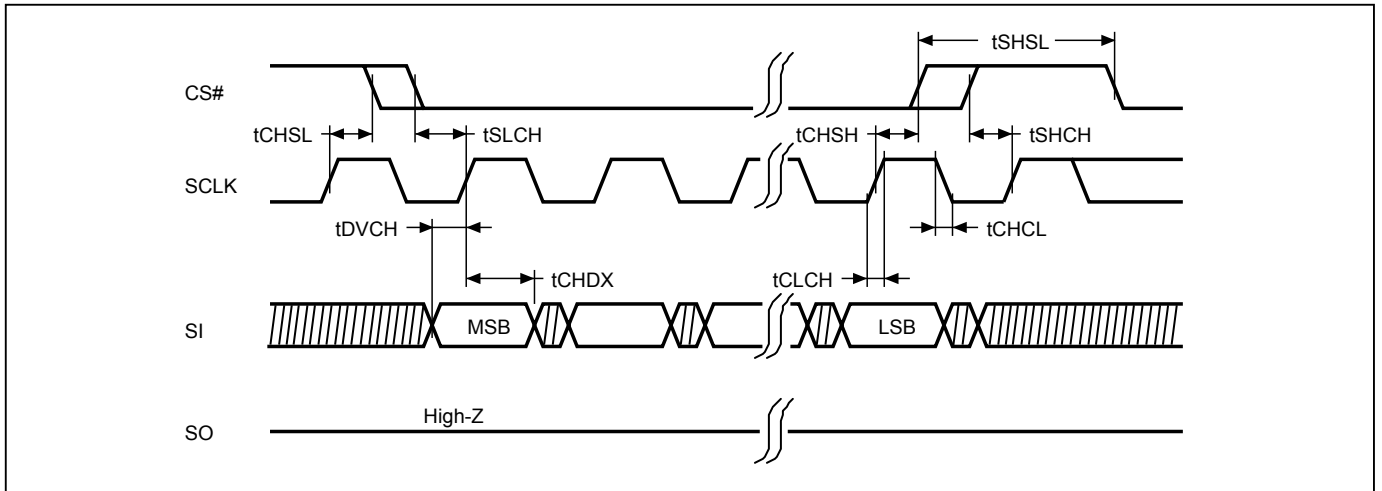 tSHSL
CS#
tCHSL
tSLCH
tCHSH
tSHCH
SCLK
tDVCH
tCHCL
tCHDX
tCLCH
SI
MSB
LSB
High-Z
SO